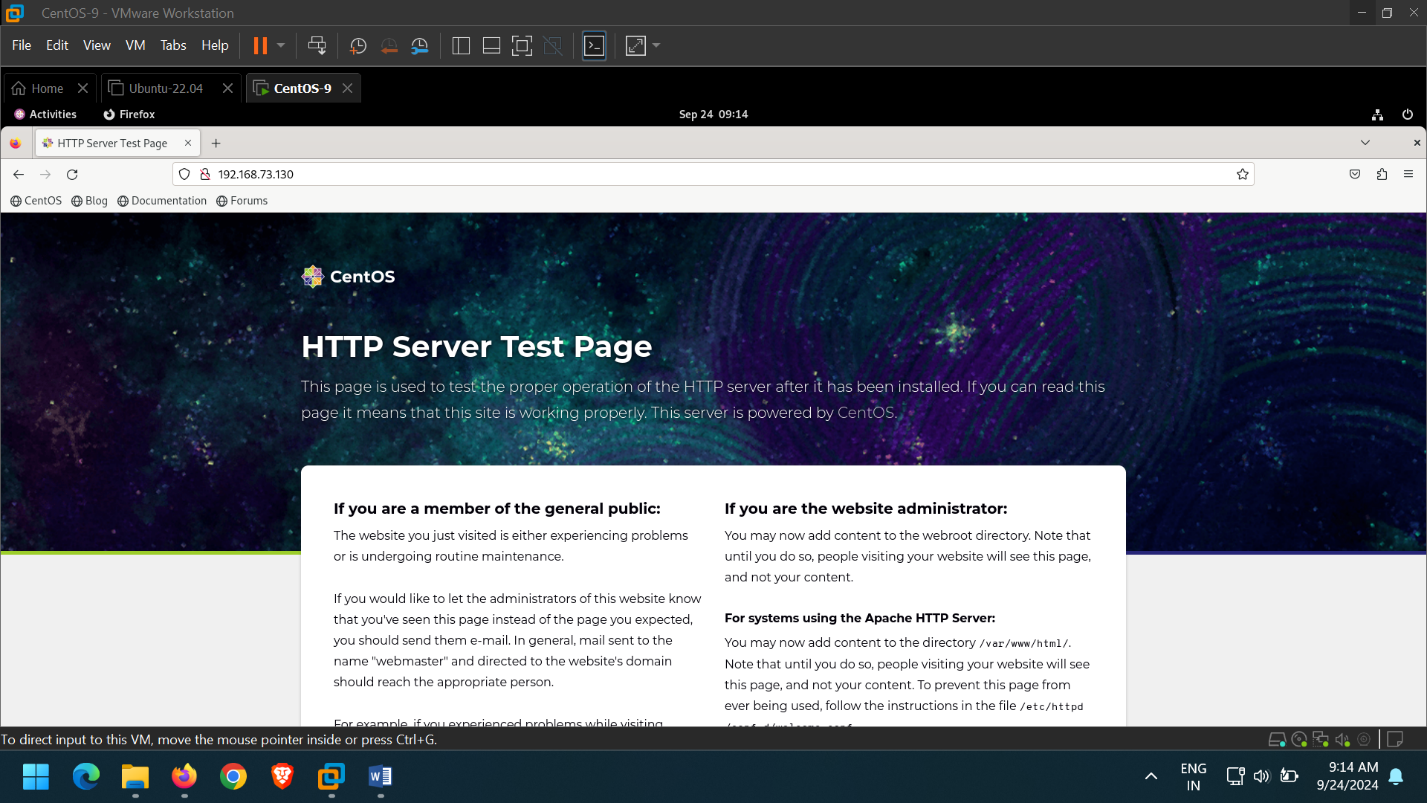 CentOS-9 - VMware Workstation
File Edit View VM Tabs Help
Home Ubuntu-22.04 CentOS-9
Activities Firefox Sep 24 09:14
HTTP Server Test Page
192.168.73.130
CentOS Blog Documentation Forums
CentOS
HTTP Server Test Page
This page is used to test the proper operation of the HTTP server after it has been installed. If you can read this
page it means that this site is working properly. This server is powered by CentOS.
If you are a member of the general public:
The website you just visited is either experiencing problems
or is undergoing routine maintenance.
If you would like to let the administrators of this website know
that you've seen this page instead of the page you expected,
you should send them e-mail. In general, mail sent to the
name "webmaster" and directed to the website's domain
should reach the appropriate person.
For example, if you experienced problems while visiting
If you are the website administrator:
You may now add content to the webroot directory. Note that
until you do so, people visiting your website will see this page,
and not your content.
For systems using the Apache HTTP Server:
You may now add content to the directory /var/www/html/.
Note that until you do so, people visiting your website will see
this page, and not your content. To prevent this page from
ever being used, follow the instructions in the file /etc/httpd
To direct input to this VM, move the mouse pointer inside or press Ctrl+G.
ENG
IN
9:14 AM
9/24/2024